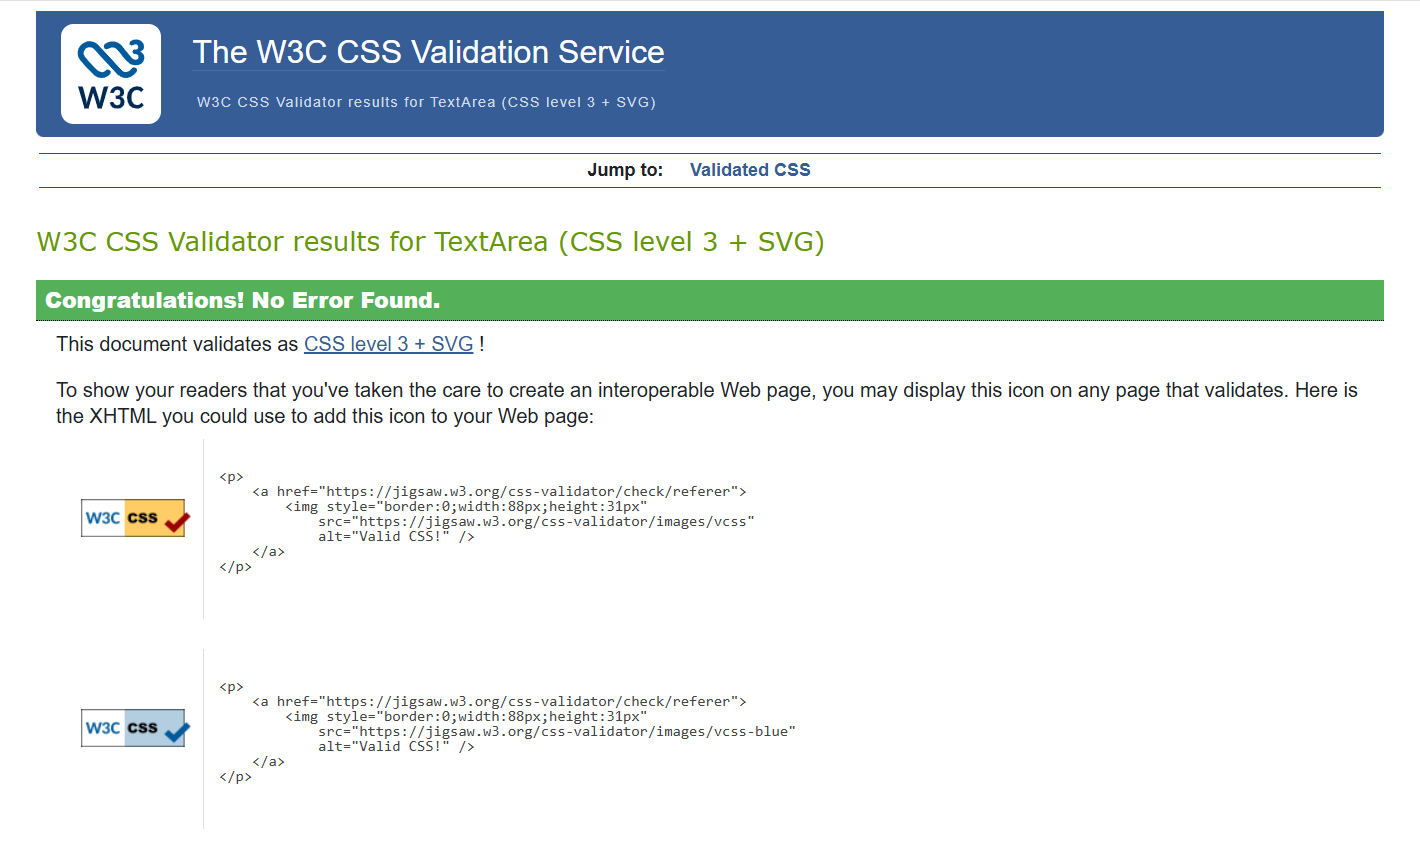 W3C
The W3C CSS Validation Service
W3C CSS Validator results for TextArea (CSS level 3 + SVG)
Jump to: Validated CSS
W3C CSS Validator results for TextArea (CSS level 3 + SVG)
Congratulations! No Error Found.
This document validates as CSS level 3 + SVG !
To show your readers that you've taken the care to create an interoperable Web page, you may display this icon on any page that validates. Here is
the XHTML you could use to add this icon to your Web page:
W3C CSS
<p>
    <a href="https://jigsaw.w3.org/css-validator/check/referer">
        <img style="border:0;width:88px;height:31px"
            src="https://jigsaw.w3.org/css-validator/images/vcss"
            alt="Valid CSS!" />
    </a>
</p>
W3C CSS
<p>
    <a href="https://jigsaw.w3.org/css-validator/check/referer">
        <img style="border:0;width:88px;height:31px"
            src="https://jigsaw.w3.org/css-validator/images/vcss-blue"
            alt="Valid CSS!" />
    </a>
</p>